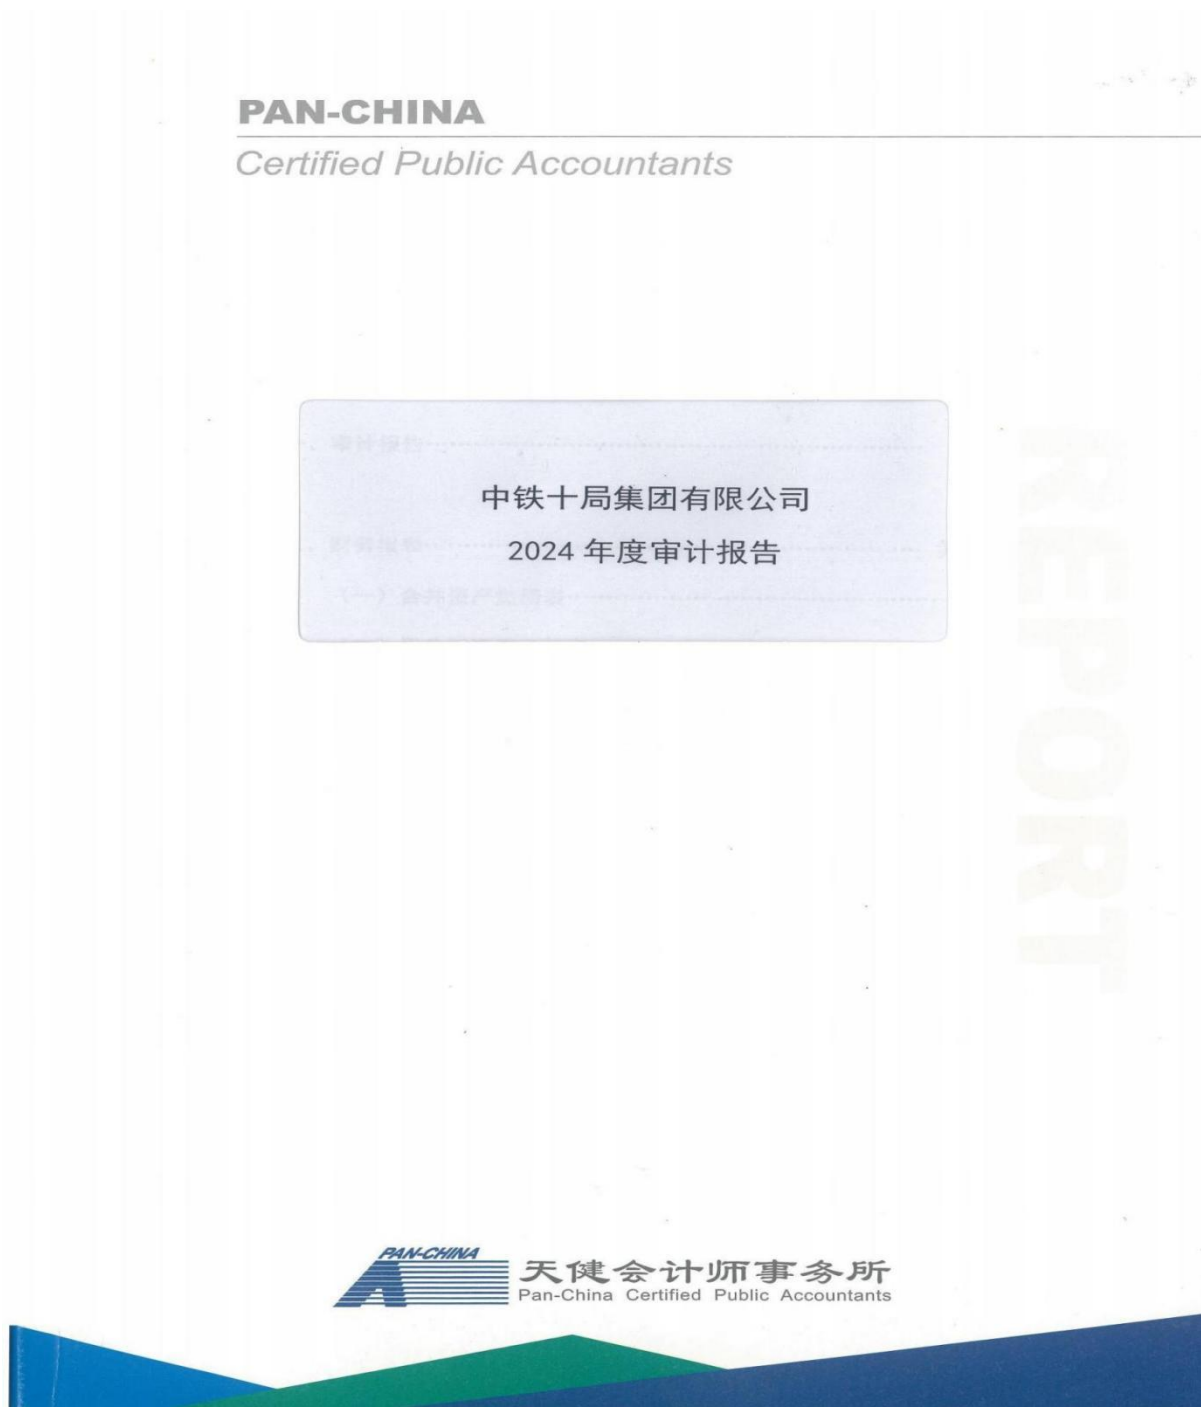 PAN-CHINA
Certified Public Accountants
中铁十局集团有限公司
2024 年度审计报告
REPORT
PAN-CHINA
天健会计师事务所
Pan-China Certified Public Accountants